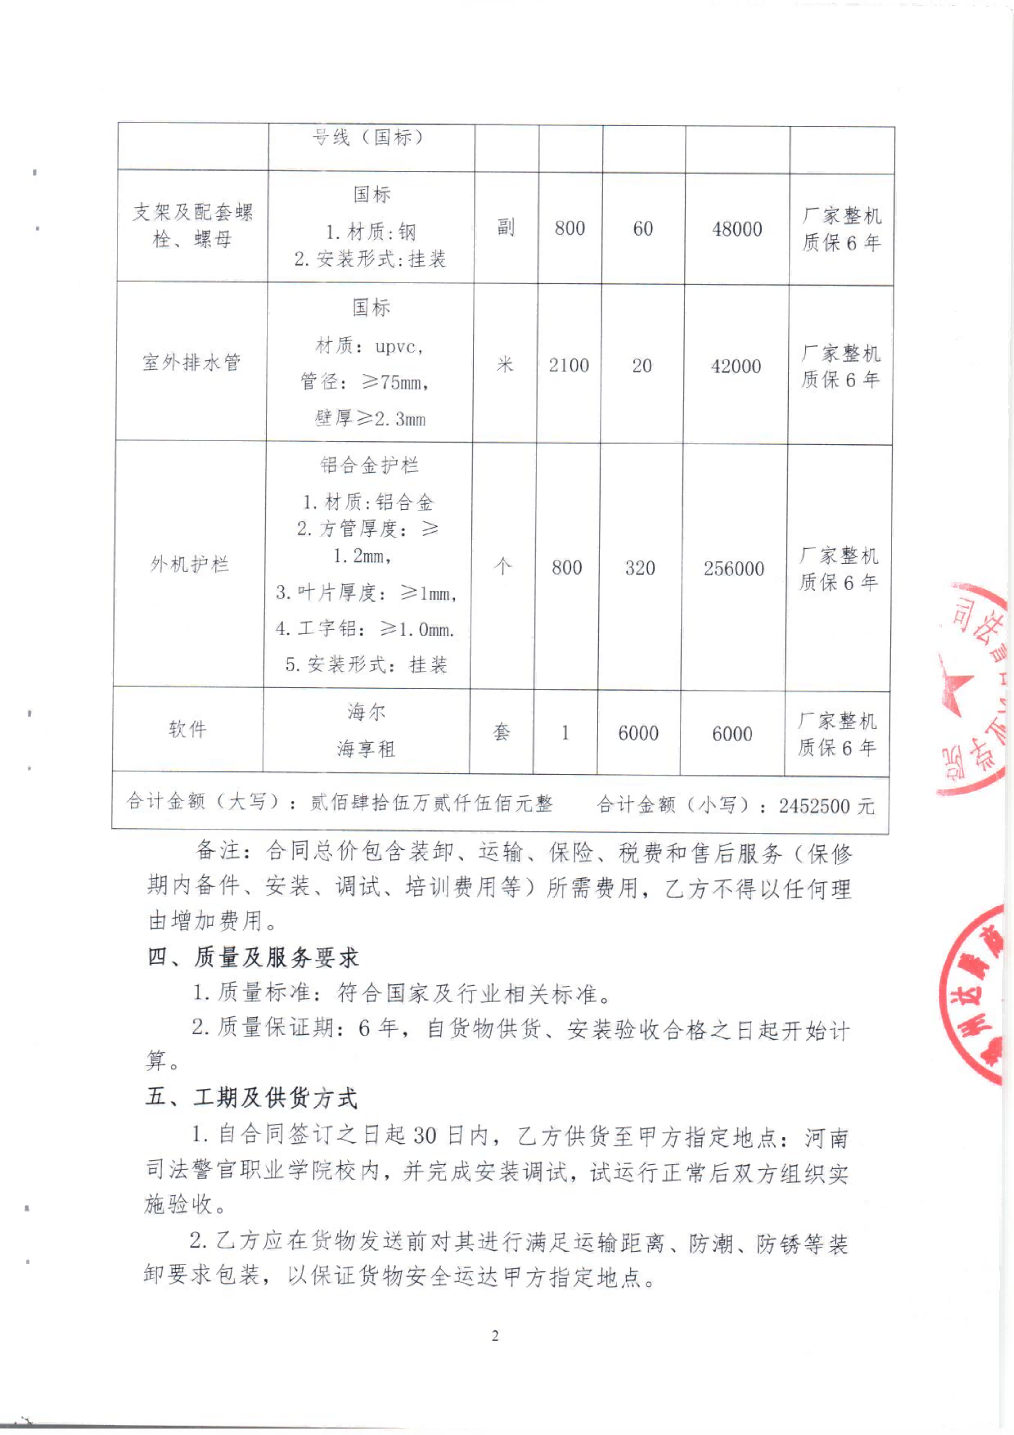 号线（国标）
支架及配套螺
栓、螺母
国标
1.材质:钢
2.安装形式:挂装
副
800
60
48000
厂家整机
质保 6 年
室外排水管
国标
材质：upvc,
管径：≥75mm,
壁厚≥2.3mm
米
2100
20
42000
厂家整机
质保 6 年
外机护栏
铝合金护栏
1.材质:铝合金
2.方管厚度：≥
1.2mm,
3.叶片厚度：≥1mm,
4.工字铝：≥1.0mm.
5.安装形式：挂装
个
800
320
256000
厂家整机
质保 6 年
软件
海尔
海享租
套
1
6000
6000
厂家整机
质保 6 年
合计金额（大写）：贰佰肆拾伍万贰仟伍佰元整 合计金额（小写）：2452500 元
备注：合同总价包含装卸、运输、保险、税费和售后服务（保修
期内备件、安装、调试、培训费用等）所需费用，乙方不得以任何理
由增加费用。
四、质量及服务要求
1.质量标准：符合国家及行业相关标准。
2.质量保证期：6 年，自货物供货、安装验收合格之日起开始计
算。
五、工期及供货方式
1.自合同签订之日起 30 日内，乙方供货至甲方指定地点：河南
司法警官职业学院校内，并完成安装调试，试运行正常后双方组织实
施验收。
2.乙方应在货物发送前对其进行满足运输距离、防潮、防锈等装
卸要求包装，以保证货物安全运达甲方指定地点。
司法警官
业学院
州达腾商
2